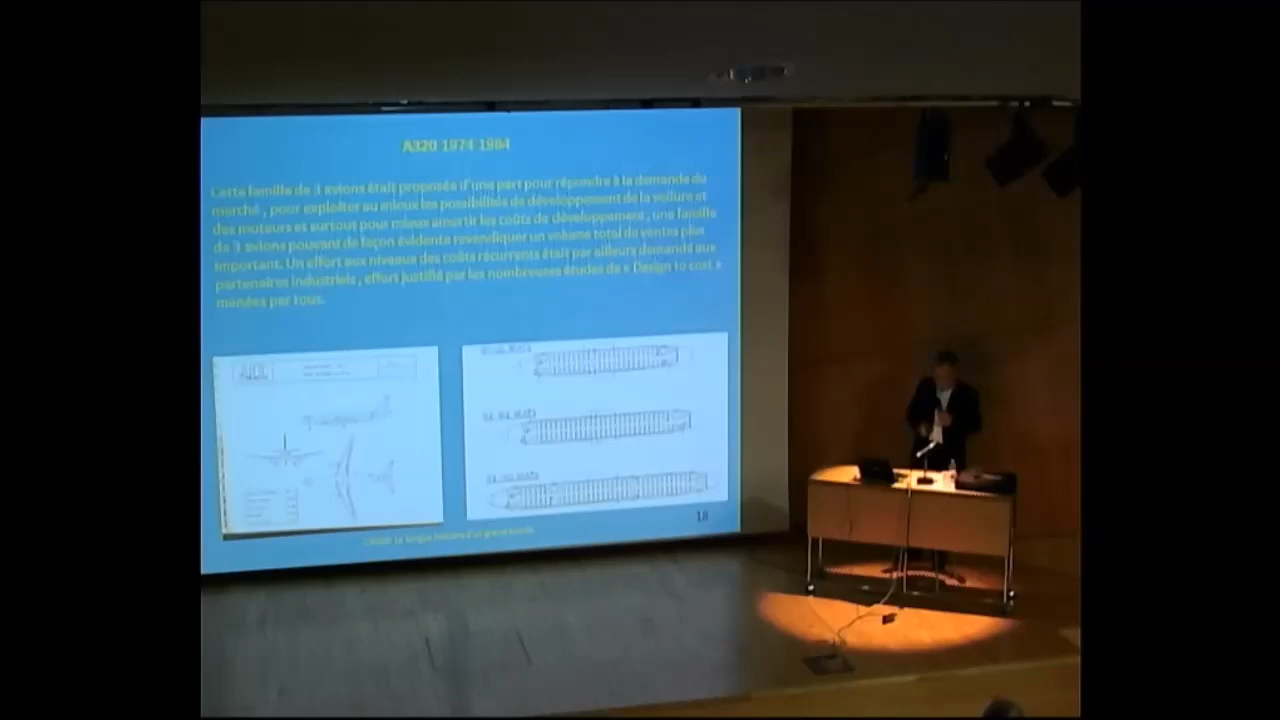 A320 1974 1984
Cette famille de 3 avions était proposée d'une part pour répondre à la demande du
marché , pour exploiter au mieux les possibilités de développement de la voilure et
des moteurs et surtout pour mieux amortir les coûts de développement , une famille
de 3 avions pouvant de façon évidente revendiquer un volume total de ventes plus
important. Un effort aux niveaux des coûts récurrents était par ailleurs demandé aux
partenaires industriels , effort justifié par les nombreuses études de « Design to cost »
menées par tous.
18